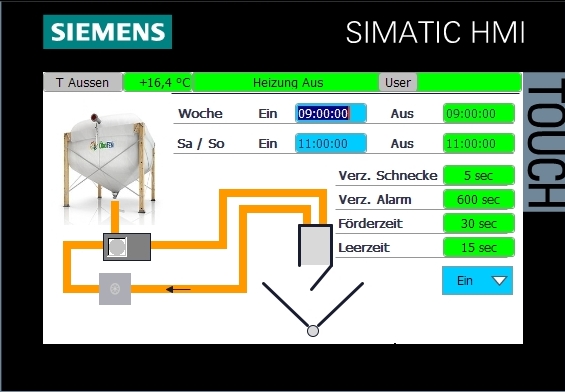 SIEMENS SIMATIC HMI
TOUCH
T Aussen +16,4 °C Heizung Aus User
Woche Ein 09:00:00 Aus 09:00:00
Sa / So Ein 11:00:00 Aus 11:00:00
Verz. Schnecke 5 sec
Verz. Alarm 600 sec
Förderzeit 30 sec
Leerzeit 15 sec
Ein